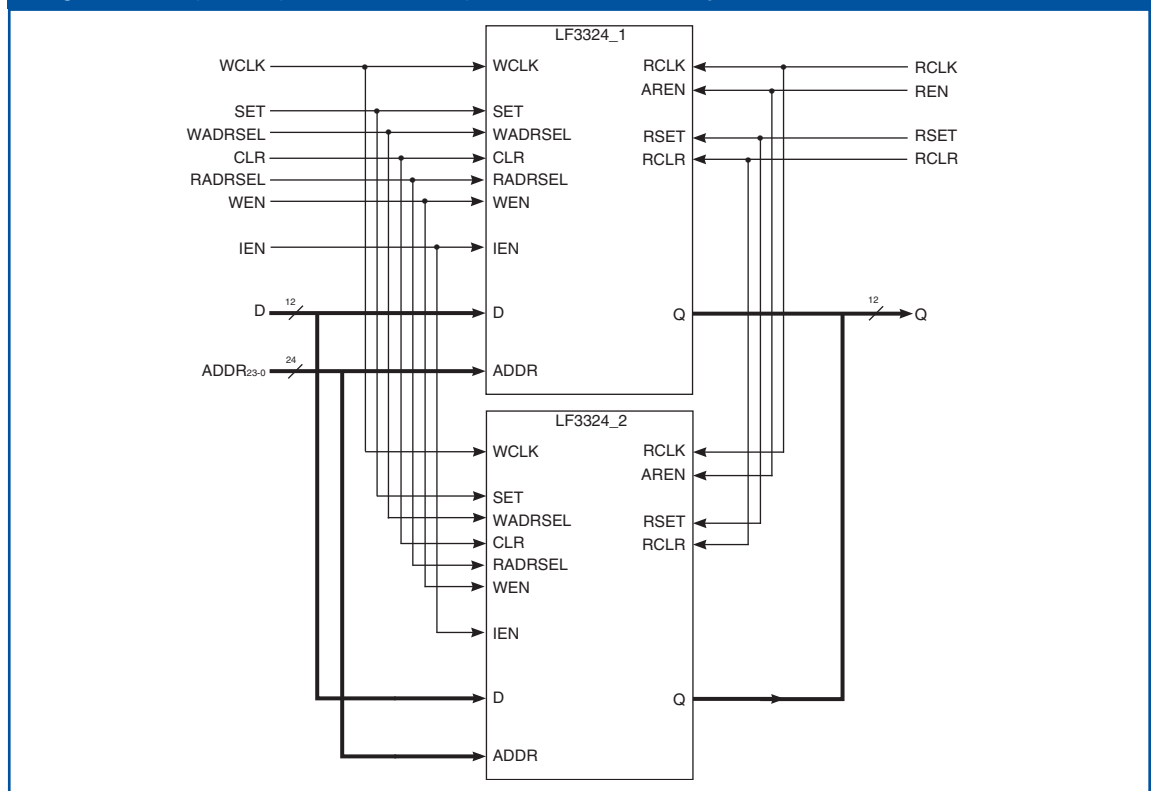 LF3324_1
WCLK
WCLK
RCLK
RCLK
AREN
REN
SET
SET
WADRSEL
WADRSEL
RSET
RSET
CLR
CLR
RCLR
RCLR
RADRSEL
RADRSEL
WEN
WEN
IEN
IEN
D
12
D
Q
12
Q
ADDR23-0
24
ADDR
LF3324_2
WCLK
RCLK
AREN
SET
WADRSEL
RSET
CLR
RCLR
RADRSEL
WEN
IEN
D
Q
ADDR